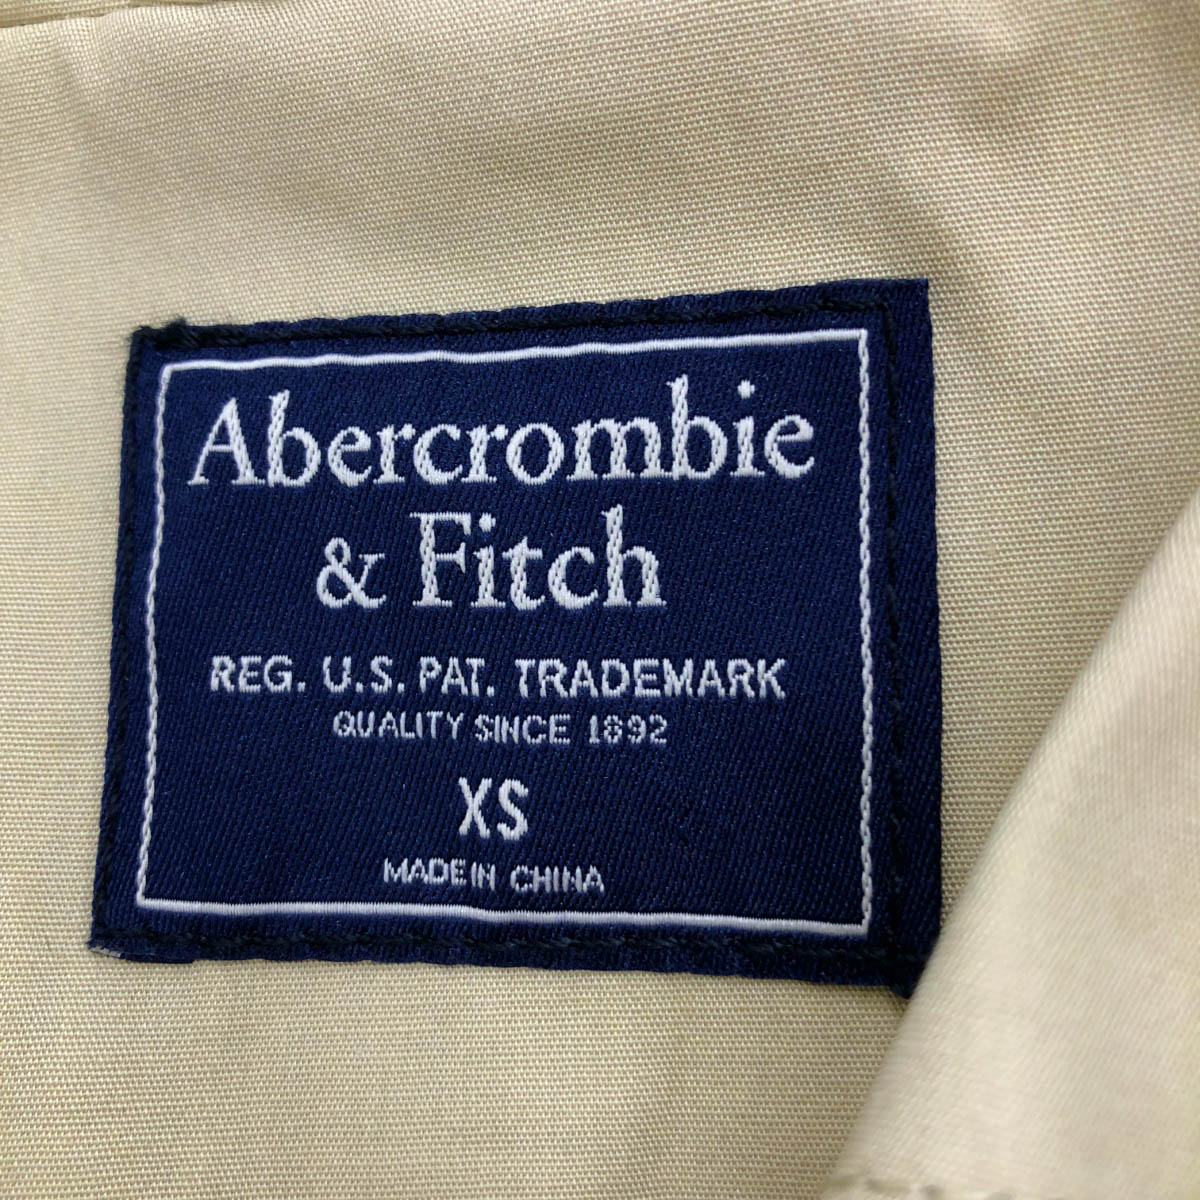 Abercrombie
& Fitch
REG. U.S. PAT. TRADEMARK
QUALITY SINCE 1892
XS
MADE IN CHINA